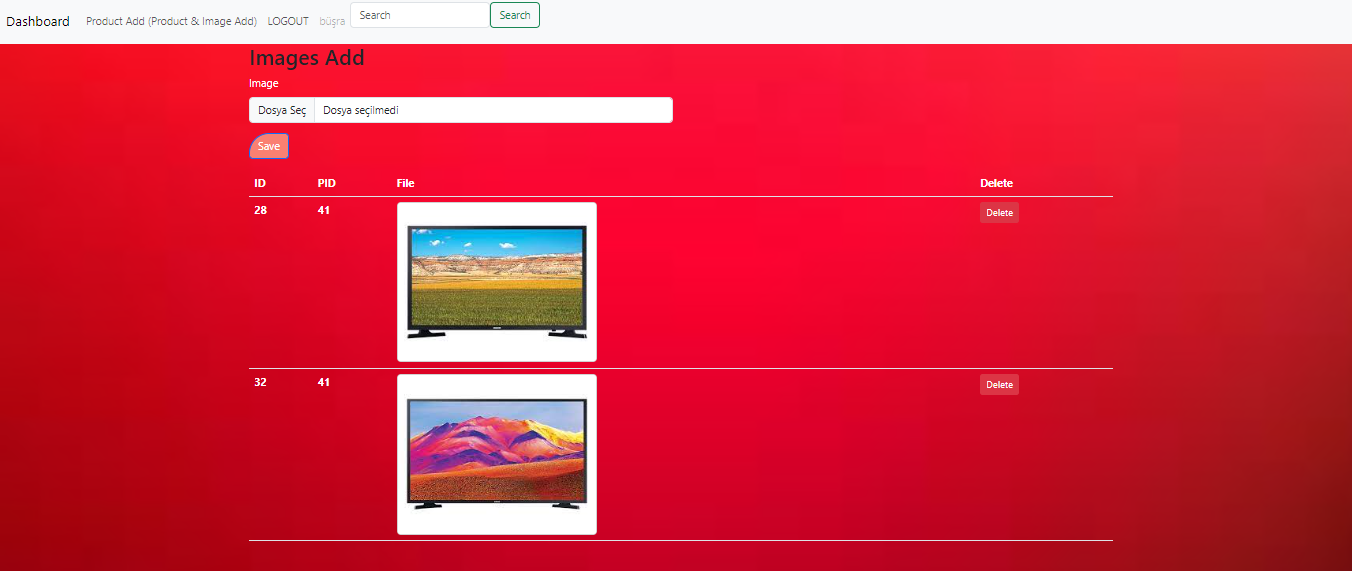 Dashboard Product Add (Product & Image Add) LOGOUT büşra Search Search
Images Add
Image
Dosya Seç Dosya seçilmedi
Save
ID PID File Delete
28 41 Delete
32 41 Delete